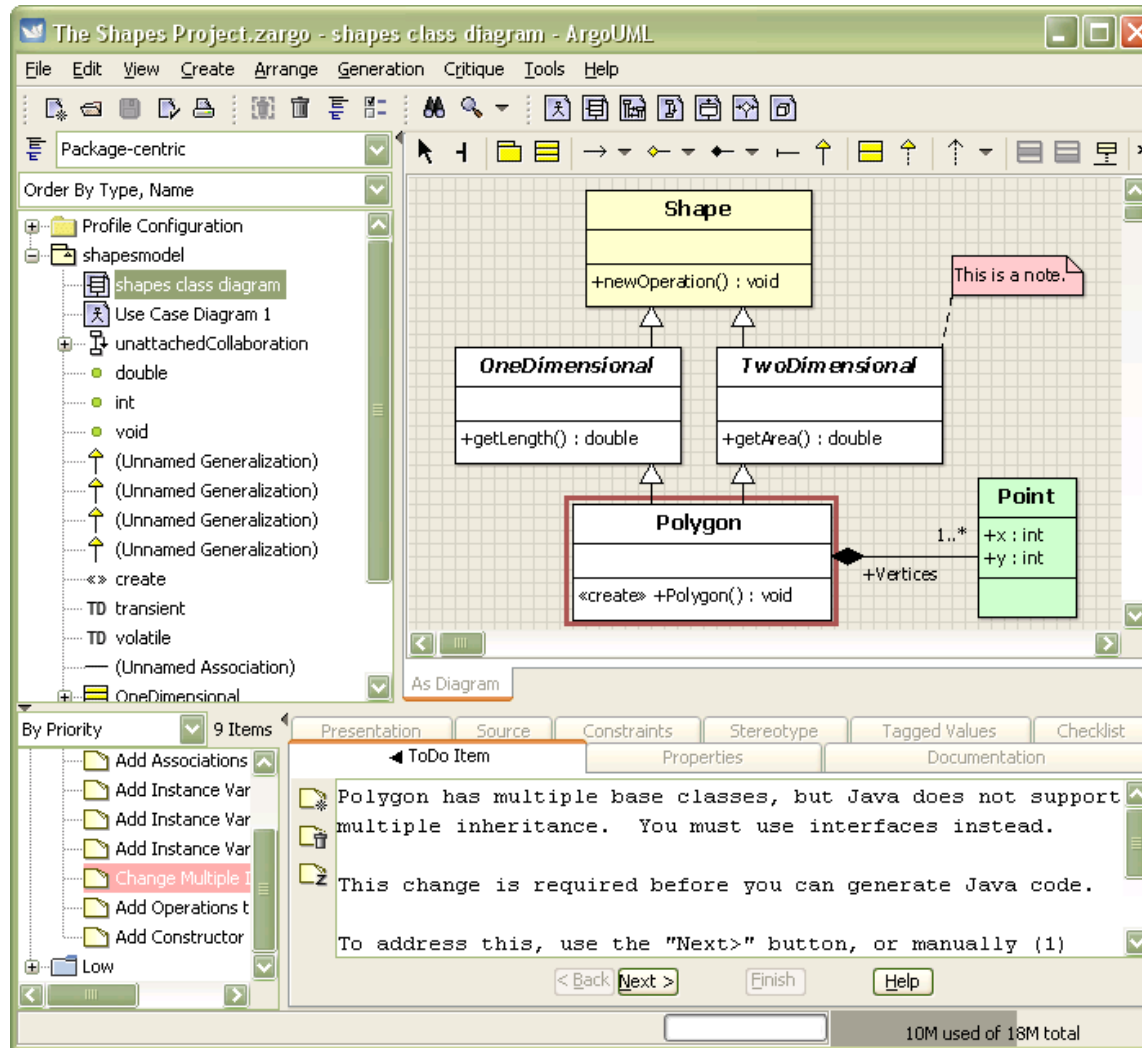 The Shapes Project.zargo - shapes class diagram - ArgoUML
File Edit View Create Arrange Generation Critique Tools Help
Package-centric
Order By Type, Name
Profile Configuration
shapesmodel
shapes class diagram
Use Case Diagram 1
unattachedCollaboration
double
int
void
(Unnamed Generalization)
(Unnamed Generalization)
(Unnamed Generalization)
(Unnamed Generalization)
«» create
TD transient
TD volatile
(Unnamed Association)
OneDimensional
Shape
+newOperation() : void
This is a note.
OneDimensional
+getLength() : double
TwoDimensional
+getArea() : double
Polygon
«create» +Polygon() : void
1..*
+Vertices
Point
+x : int
+y : int
As Diagram
By Priority
9 Items
Add Associations
Add Instance Var
Add Instance Var
Add Instance Var
Change Multiple I
Add Operations t
Add Constructor
Low
Presentation Source Constraints Stereotype Tagged Values Checklist
ToDo Item Properties Documentation
Polygon has multiple base classes, but Java does not support
multiple inheritance. You must use interfaces instead.
This change is required before you can generate Java code.
To address this, use the "Next>" button, or manually (1)
< Back Next > Finish Help
10M used of 18M total